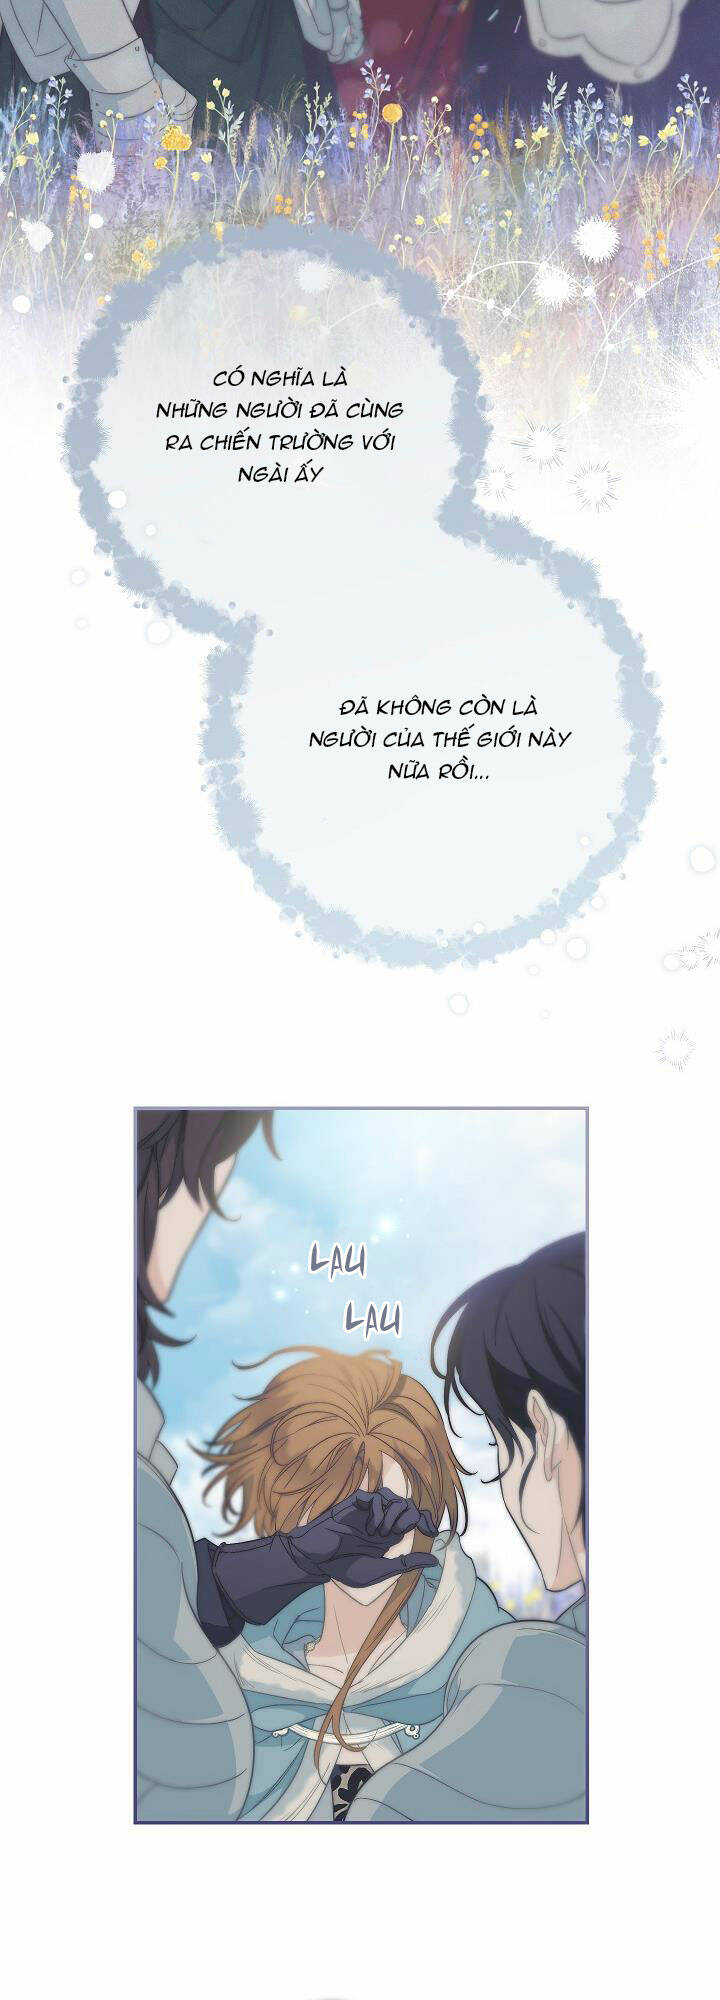 CÓ NGHĨA LÀ
NHỮNG NGƯỜI ĐÃ CÙNG
RA CHIẾN TRƯỜNG VỚI
NGÀI ẤY
ĐÃ KHÔNG CÒN LÀ
NGƯỜI CỦA THẾ GIỚI NÀY
NỮA RỒI...
LAU
LAU